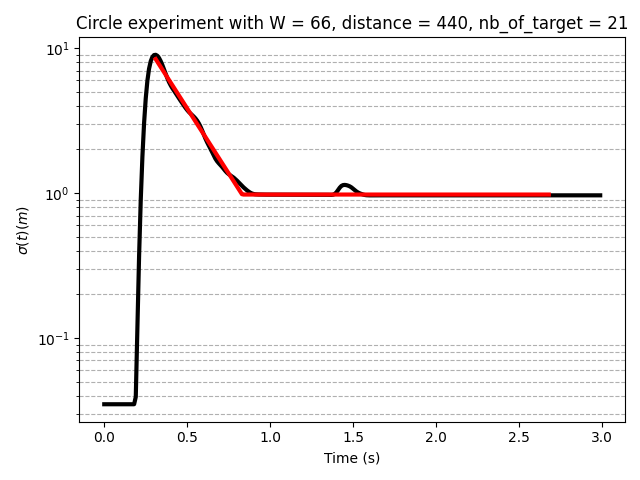 Circle experiment with W = 66, distance = 440, nb_of_target = 21
10¹
10⁰
10⁻¹
σ(t)(m)
0.0 0.5 1.0 1.5 2.0 2.5 3.0
Time (s)